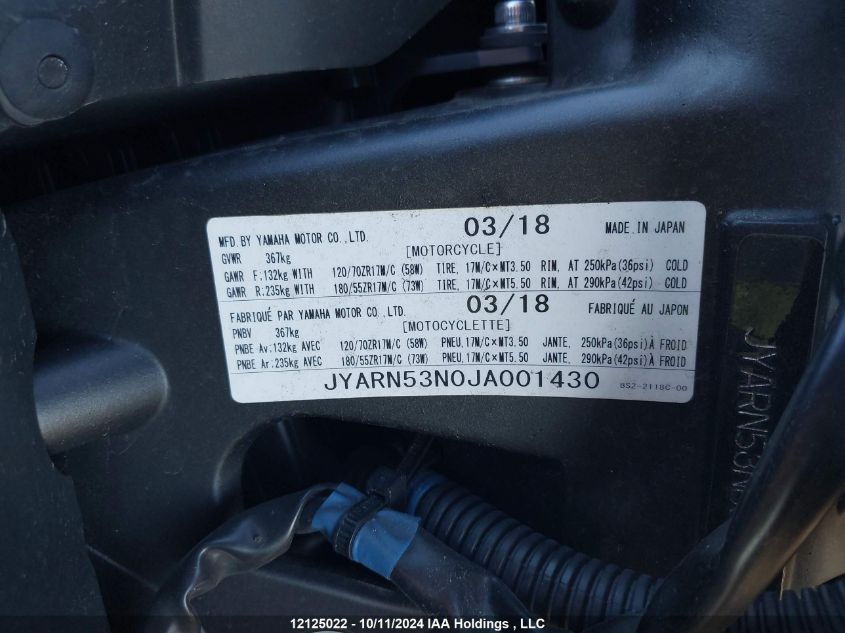 MFD.BY YAMAHA MOTOR CO.,LTD. 03/18 MADE IN JAPAN
GVWR 367kg [MOTORCYCLE]
GAWR F:132kg WITH 120/70ZR17M/C (58W) TIRE, 17M/C×MT3.50 RIM, AT 250kPa(36psi) COLD
GAWR R:235kg WITH 180/55ZR17M/C (73W) TIRE, 17M/C×MT5.50 RIM, AT 290kPa(42psi) COLD
FABRIQUÉ PAR YAMAHA MOTOR CO.,LTD. 03/18 FABRIQUÉ AU JAPON
PNBV 367kg [MOTOCYCLETTE]
PNBE Av:132kg AVEC 120/70ZR17M/C (58W) PNEU,17M/C×MT3.50 JANTE, 250kPa(36psi)À FROID
PNBE Ar:235kg AVEC 180/55ZR17M/C (73W) PNEU,17M/C×MT5.50 JANTE, 290kPa(42psi)À FROID
JYARN53N0JA001430 BS2-2118C-00
JYARN53N
12125022 - 10/11/2024 IAA Holdings , LLC